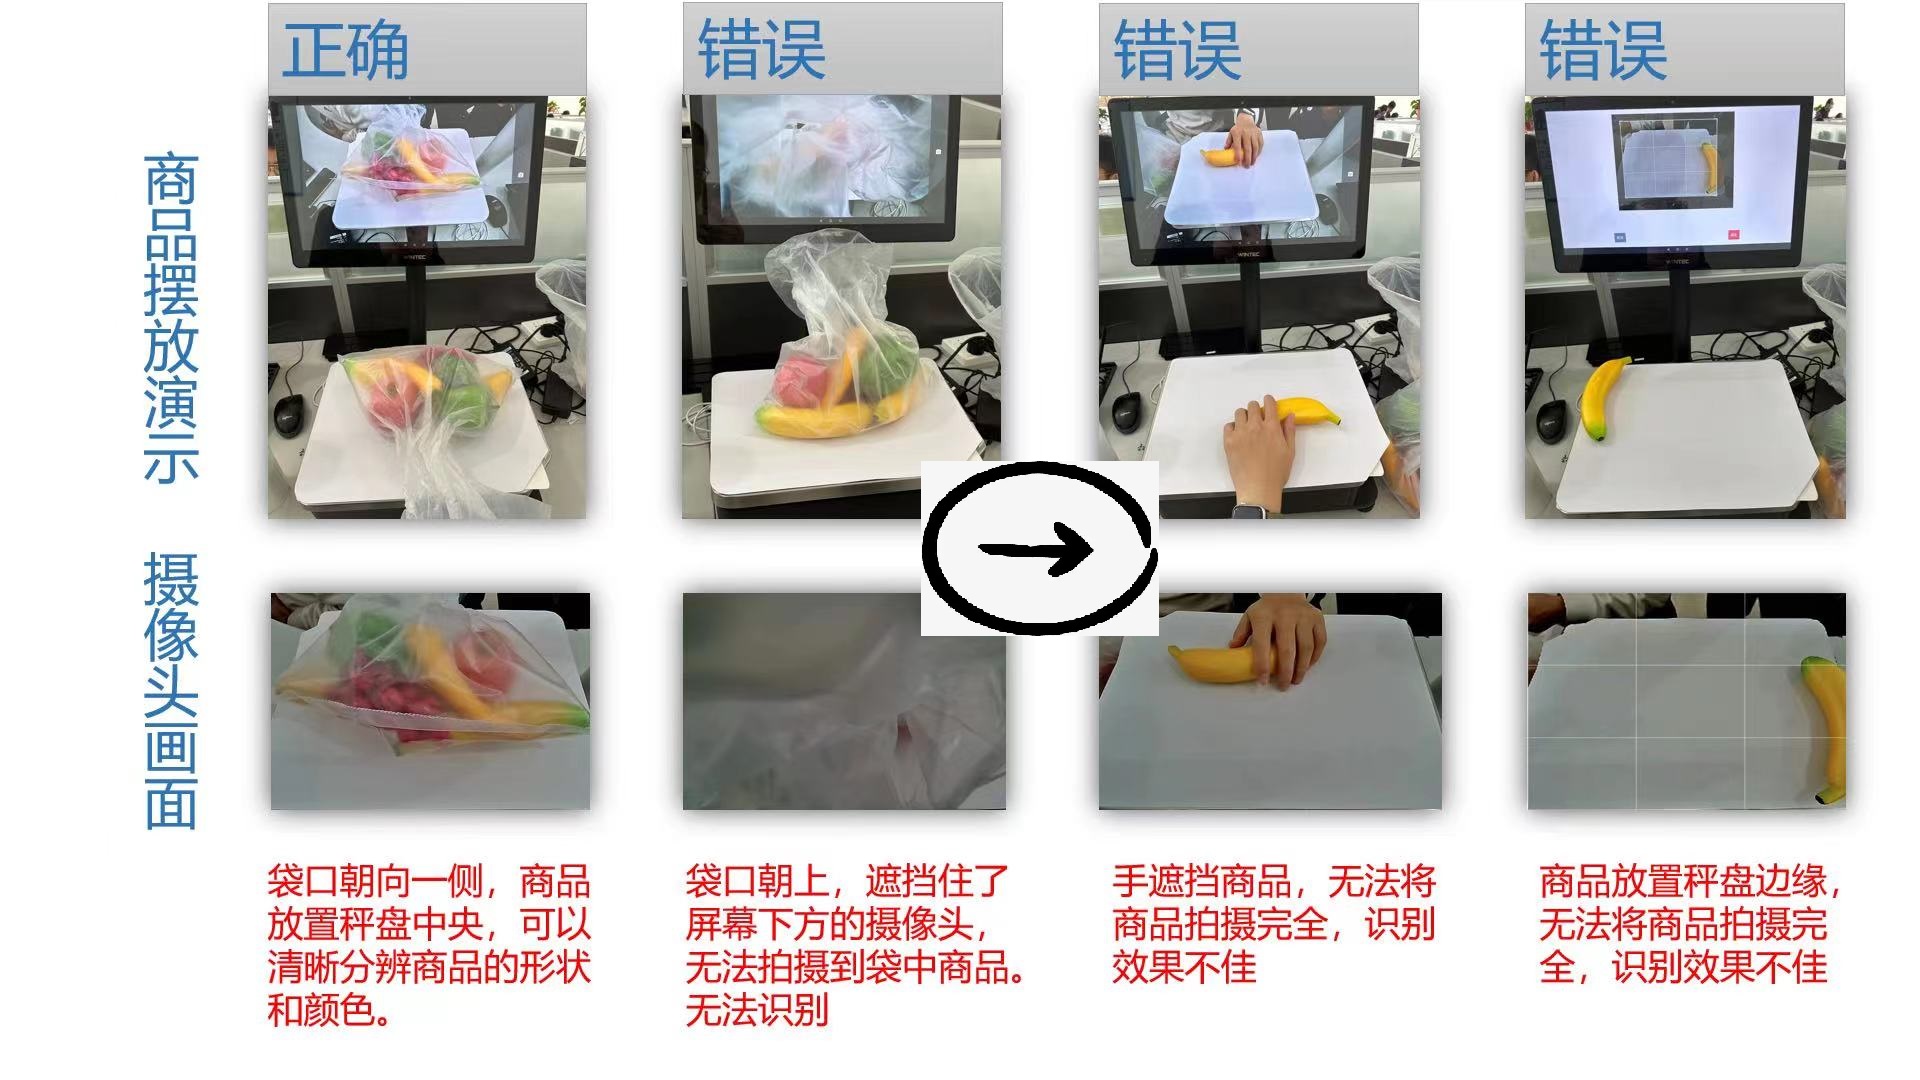 正确
错误
错误
错误
商品摆放演示
WINTEC
WINTEC
WINTEC
摄像头画面
袋口朝向一侧，商品
放置秤盘中央，可以
清晰分辨商品的形状
和颜色。
袋口朝上，遮挡住了
屏幕下方的摄像头，
无法拍摄到袋中商品。
无法识别
手遮挡商品，无法将
商品拍摄完全，识别
效果不佳
商品放置秤盘边缘，
无法将商品拍摄完
全，识别效果不佳